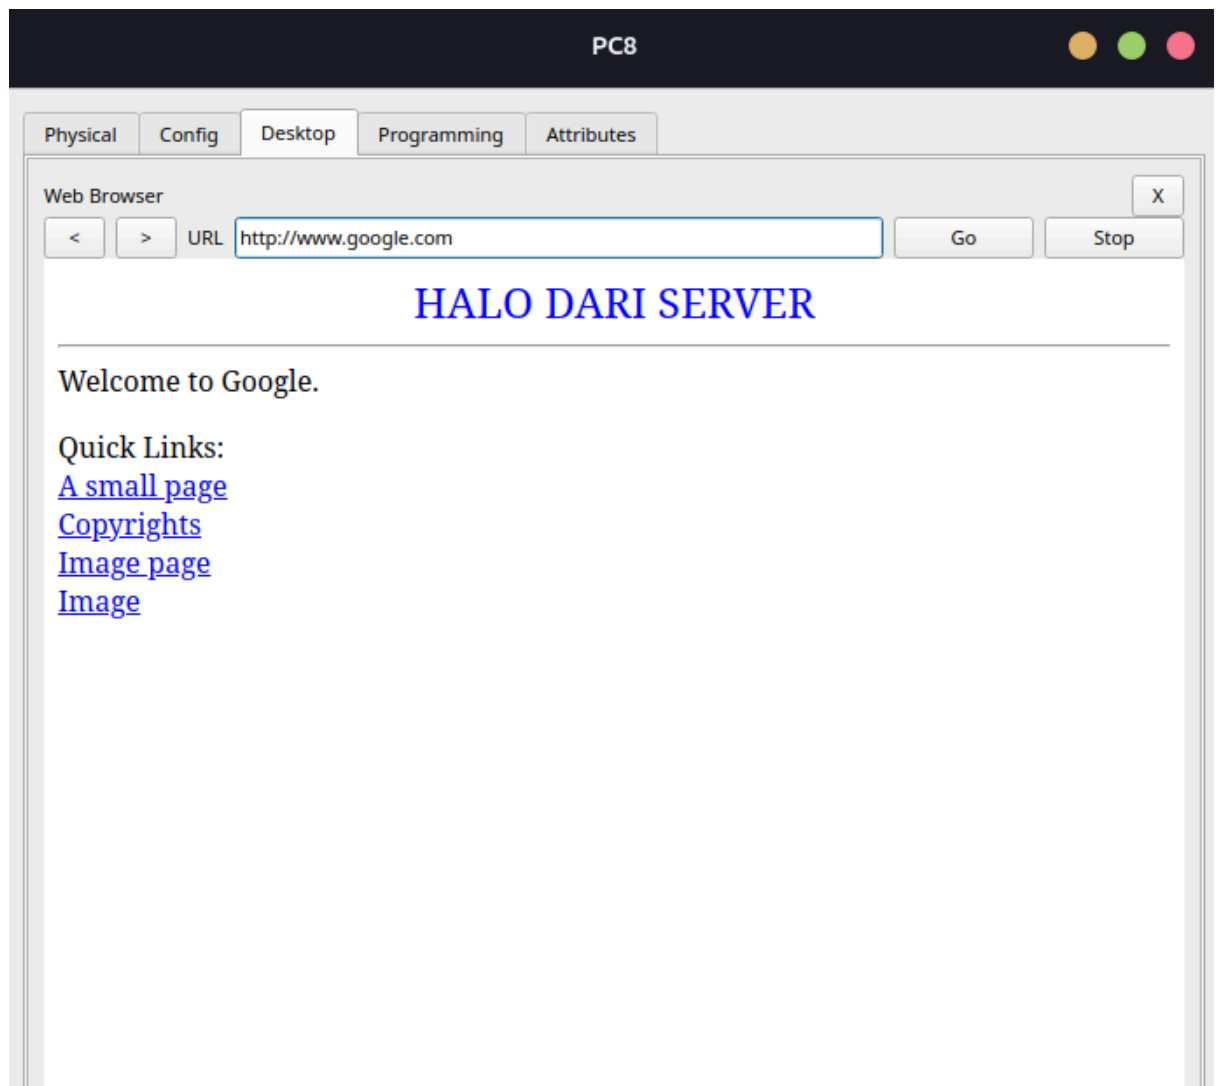 PC8
Physical Config Desktop Programming Attributes
Web Browser X
< > URL http://www.google.com Go Stop
HALO DARI SERVER
Welcome to Google.
Quick Links:
A small page
Copyrights
Image page
Image